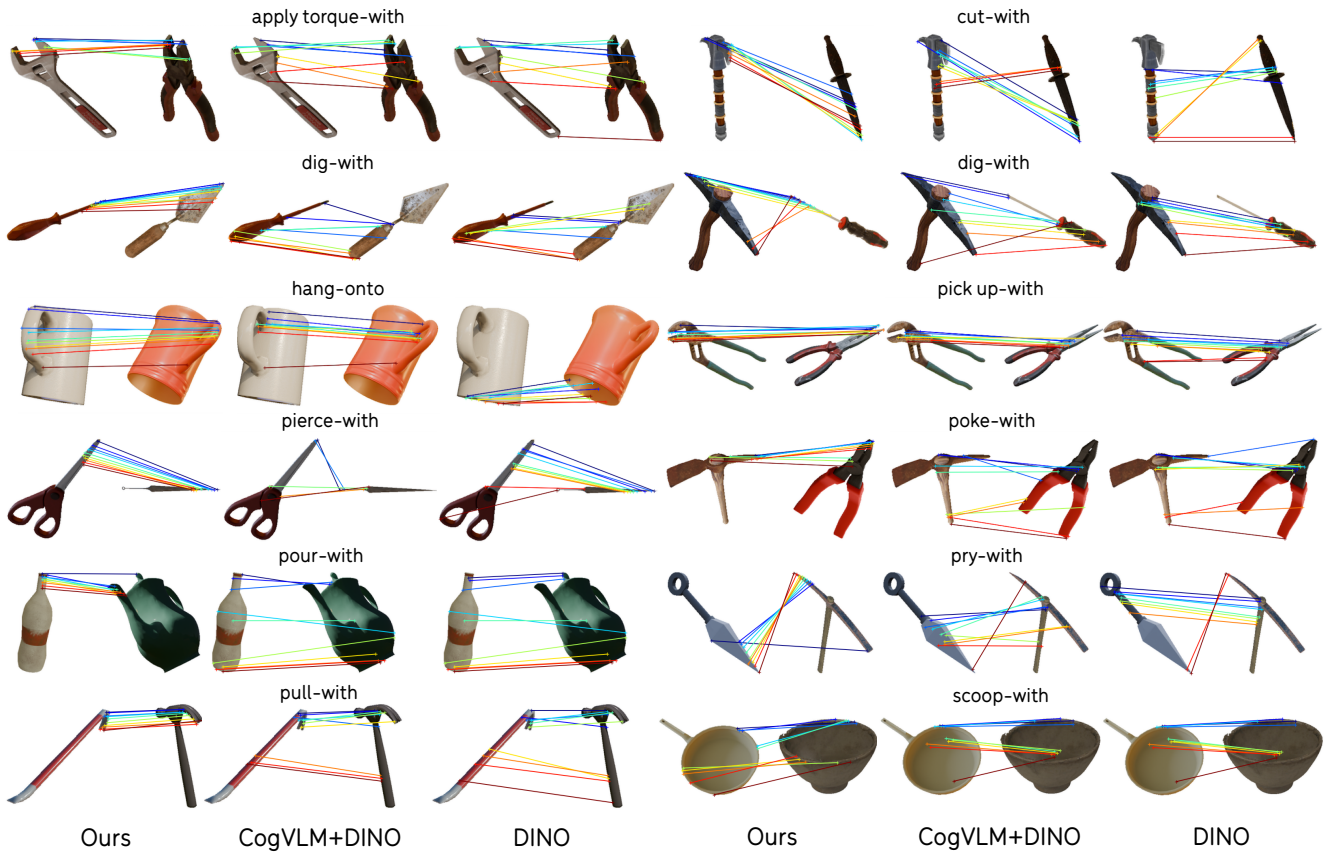 apply torque-with
cut-with
dig-with
dig-with
hang-onto
pick up-with
pierce-with
poke-with
pour-with
pry-with
pull-with
scoop-with
Ours
CogVLM+DINO
DINO
Ours
CogVLM+DINO
DINO